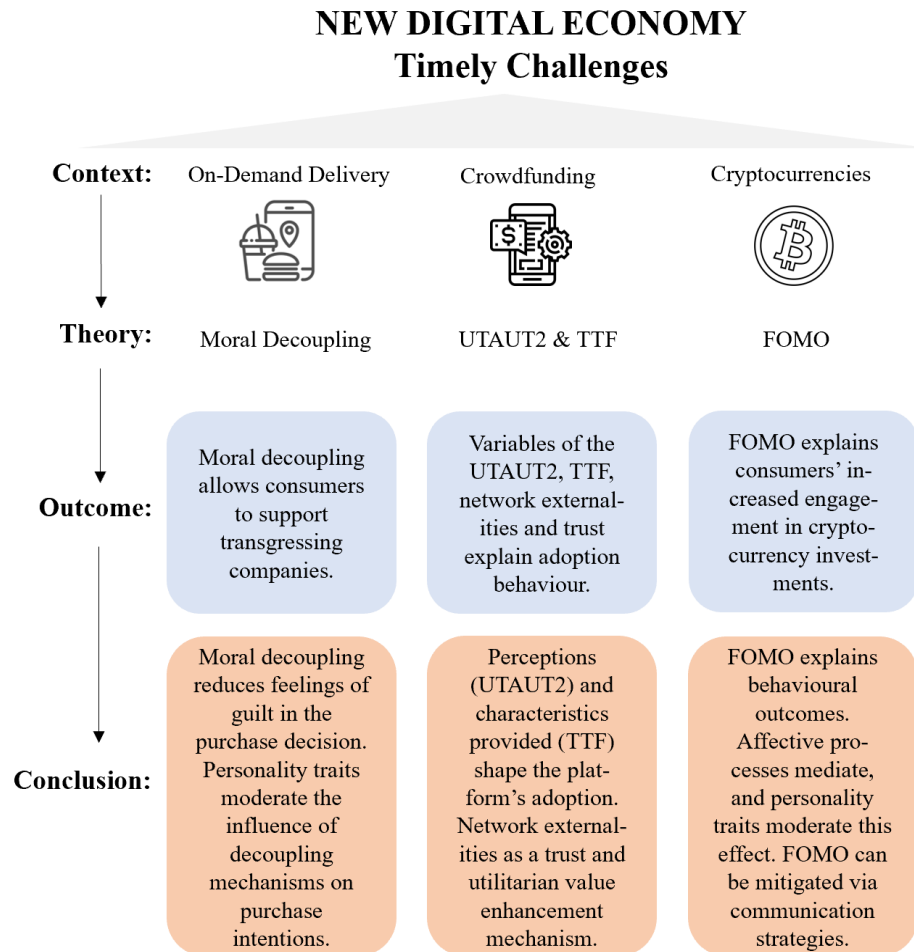 NEW DIGITAL ECONOMY
Timely Challenges
Context:
On-Demand Delivery
Crowdfunding
Cryptocurrencies
$
Theory:
Moral Decoupling
UTAUT2 & TTF
FOMO
Outcome:
Moral decoupling
allows consumers
to support
transgressing
companies.
Variables of the
UTAUT2, TTF,
network external-
ities and trust
explain adoption
behaviour.
FOMO explains
consumers' in-
creased engage-
ment in crypto-
currency invest-
ments.
Conclusion:
Moral decoupling
reduces feelings of
guilt in the
purchase decision.
Personality traits
moderate the
influence of
decoupling
mechanisms on
purchase
intentions.
Perceptions
(UTAUT2) and
characteristics
provided (TTF)
shape the plat-
form's adoption.
Network external-
ities as a trust and
utilitarian value
enhancement
mechanism.
FOMO explains
behavioural
outcomes.
Affective pro-
cesses mediate,
and personality
traits moderate this
effect. FOMO can
be mitigated via
communication
strategies.